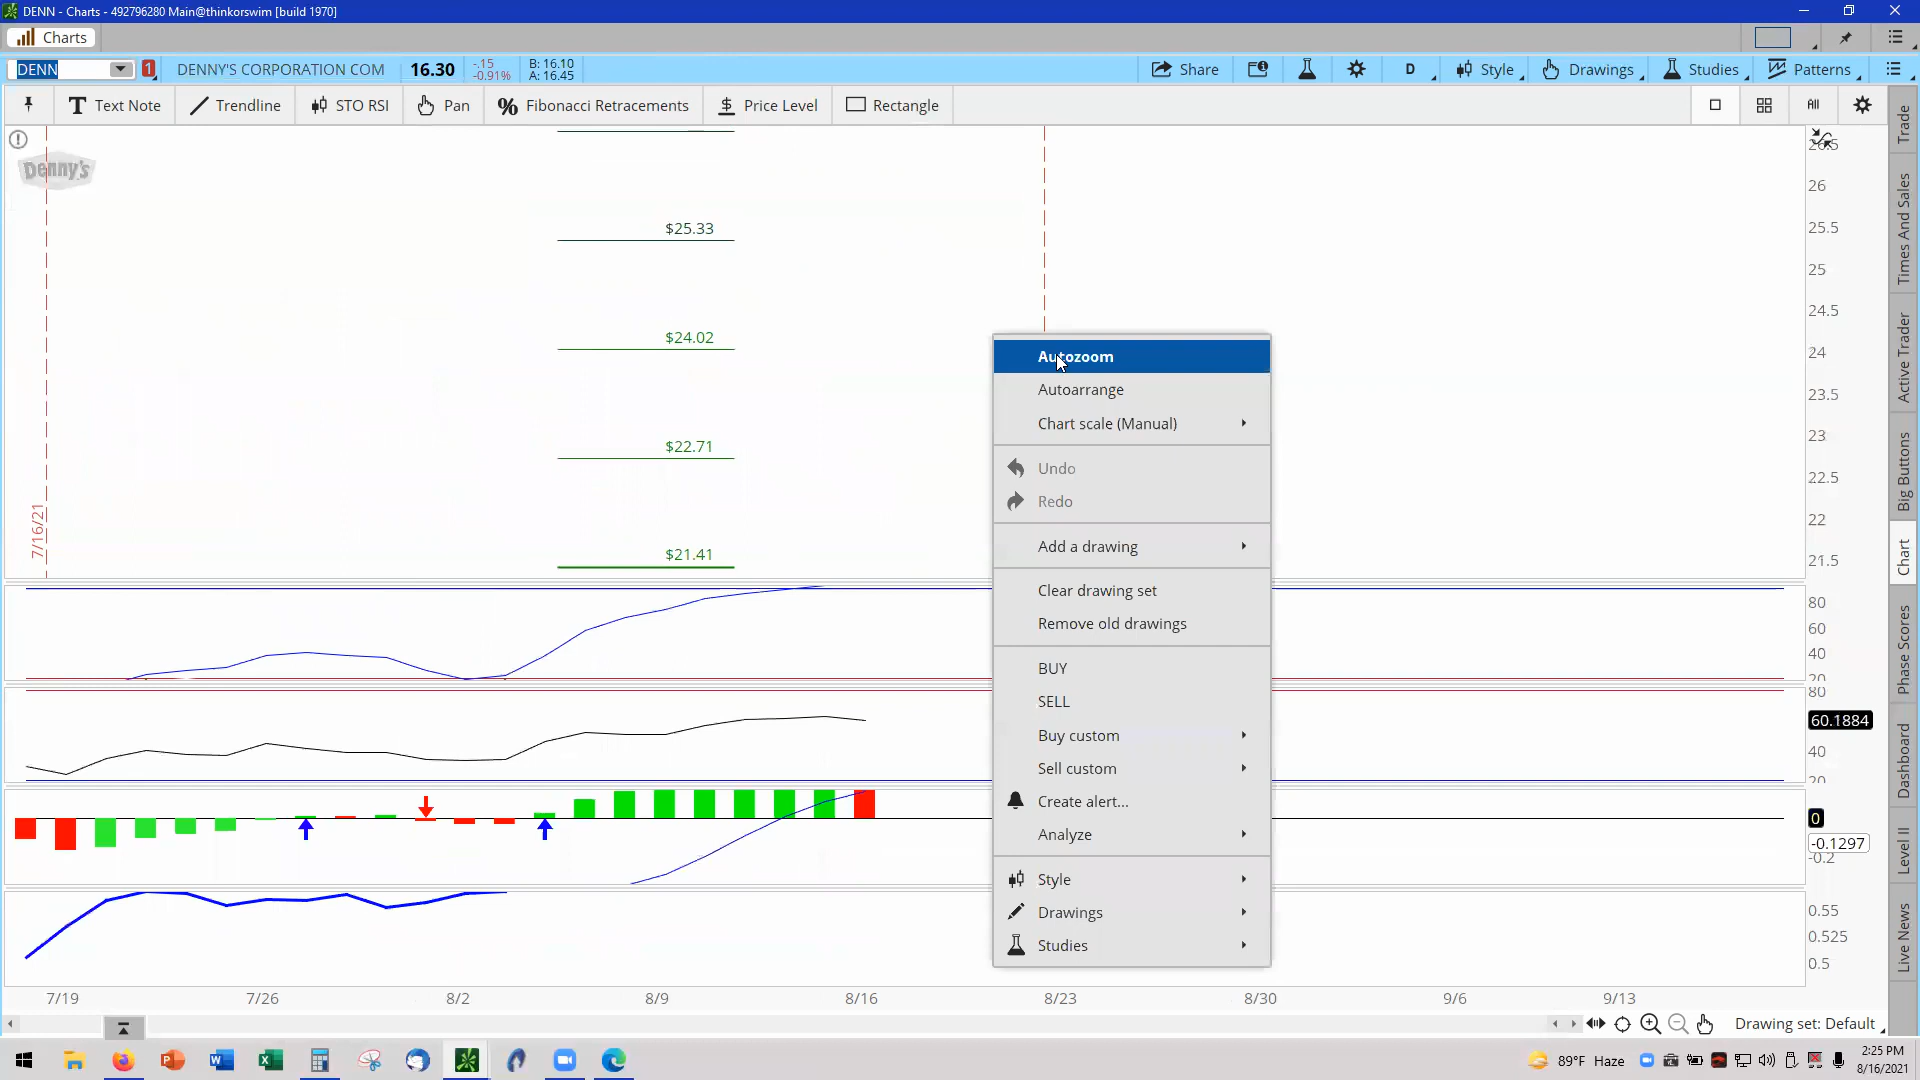 DENN - Charts - 492796280 Main@thinkorswim [build 1970]
Charts
DENN
1
DENNY'S CORPORATION COM
16.30
-.15
-0.91%
B: 16.10
A: 16.45
Share
D
Style
Drawings
Studies
Patterns
Text Note
Trendline
STO RSI
Pan
Fibonacci Retracements
Price Level
Rectangle
All
Denny's
$25.33
$24.02
$22.71
$21.41
7/16/21
26.5
26
25.5
25
24.5
24
23.5
23
22.5
22
21.5
80
60
40
20
80
60.1884
40
20
0
-0.1297
-0.2
0.55
0.525
0.5
Autozoom
Autoarrange
Chart scale (Manual)
Undo
Redo
Add a drawing
Clear drawing set
Remove old drawings
BUY
SELL
Buy custom
Sell custom
Create alert...
Analyze
Style
Drawings
Studies
7/19
7/26
8/2
8/9
8/16
8/23
8/30
9/6
9/13
Drawing set: Default
Trade
Times And Sales
Active Trader
Big Buttons
Chart
Phase Scores
Dashboard
Level II
Live News
89°F Haze
2:25 PM
8/16/2021